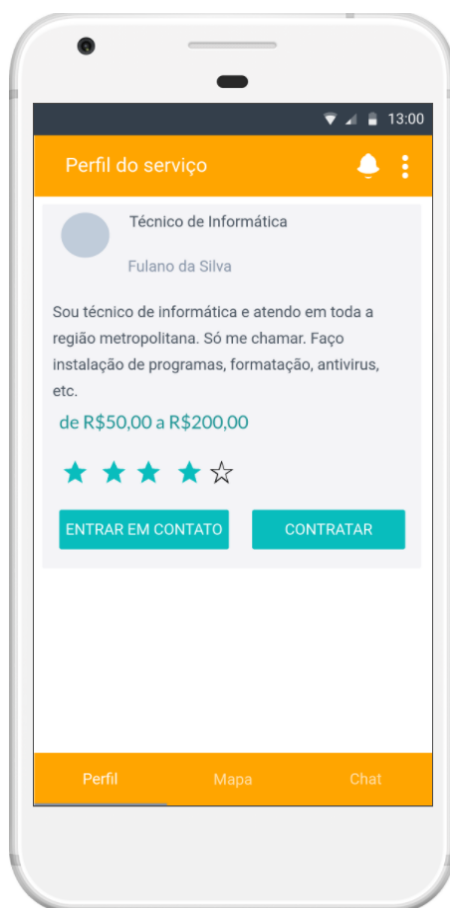 13:00
Perfil do serviço
Técnico de Informática
Fulano da Silva
Sou técnico de informática e atendo em toda a
região metropolitana. Só me chamar. Faço
instalação de programas, formatação, antivirus,
etc.
de R$50,00 a R$200,00
ENTRAR EM CONTATO CONTRATAR
Perfil Mapa Chat